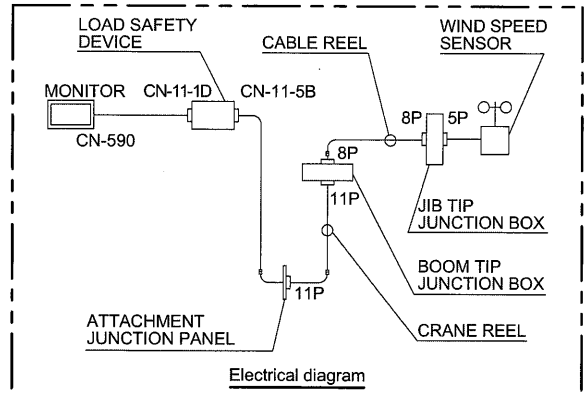 LOAD SAFETY
DEVICE
CABLE REEL
WIND SPEED
SENSOR
MONITOR
CN-11-1D
CN-11-5B
CN-590
8P
5P
8P
11P
JIB TIP
JUNCTION BOX
BOOM TIP
JUNCTION BOX
11P
ATTACHMENT
JUNCTION PANEL
CRANE REEL
Electrical diagram